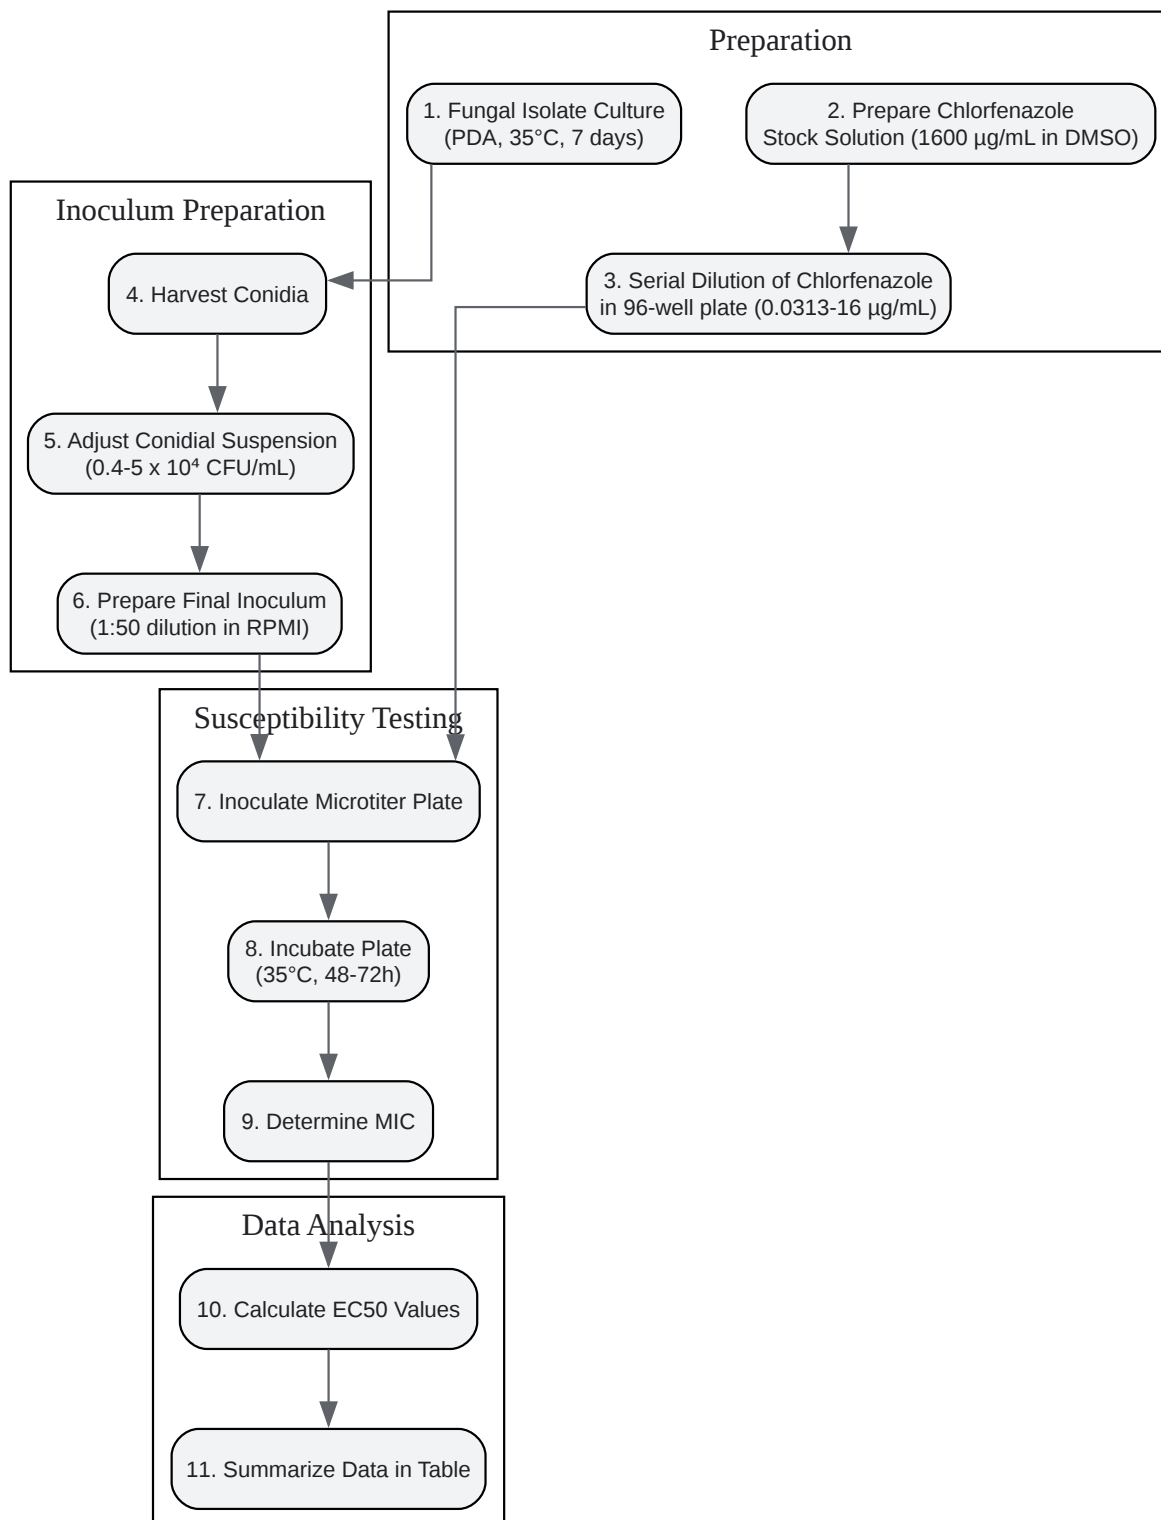 Preparation
1. Fungal Isolate Culture
(PDA, 35°C, 7 days)
2. Prepare Chlorfenazole
Stock Solution (1600 µg/mL in DMSO)
3. Serial Dilution of Chlorfenazole
in 96-well plate (0.0313-16 µg/mL)
Inoculum Preparation
4. Harvest Conidia
5. Adjust Conidial Suspension
(0.4-5 x 10⁴ CFU/mL)
6. Prepare Final Inoculum
(1:50 dilution in RPMI)
Susceptibility Testing
7. Inoculate Microtiter Plate
8. Incubate Plate
(35°C, 48-72h)
9. Determine MIC
Data Analysis
10. Calculate EC50 Values
11. Summarize Data in Table